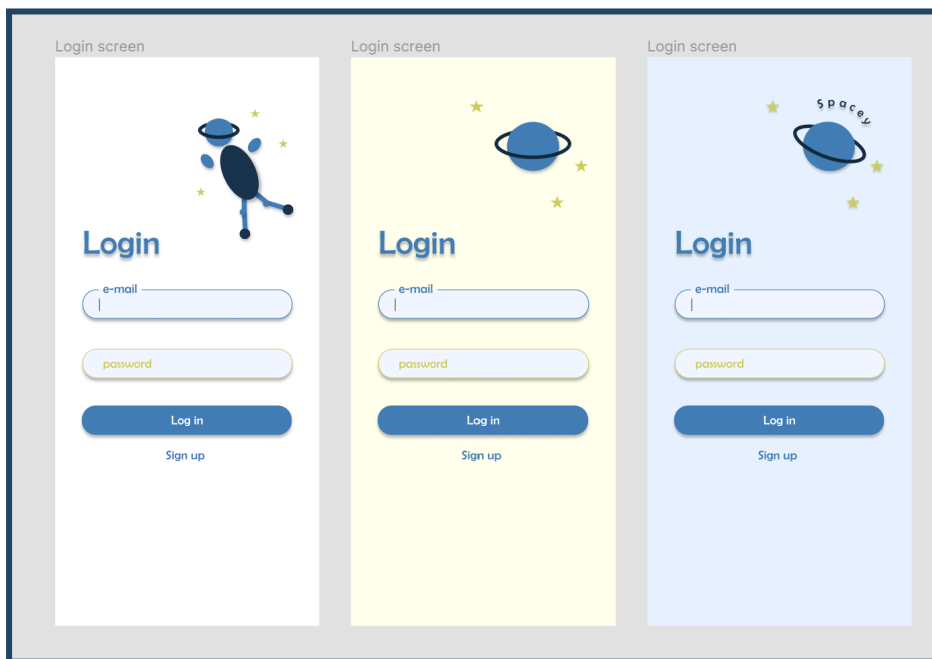 Login screen
Login
e-mail
password
Log in
Sign up
Login screen
Login
e-mail
password
Log in
Sign up
Login screen
Spacey
Login
e-mail
password
Log in
Sign up